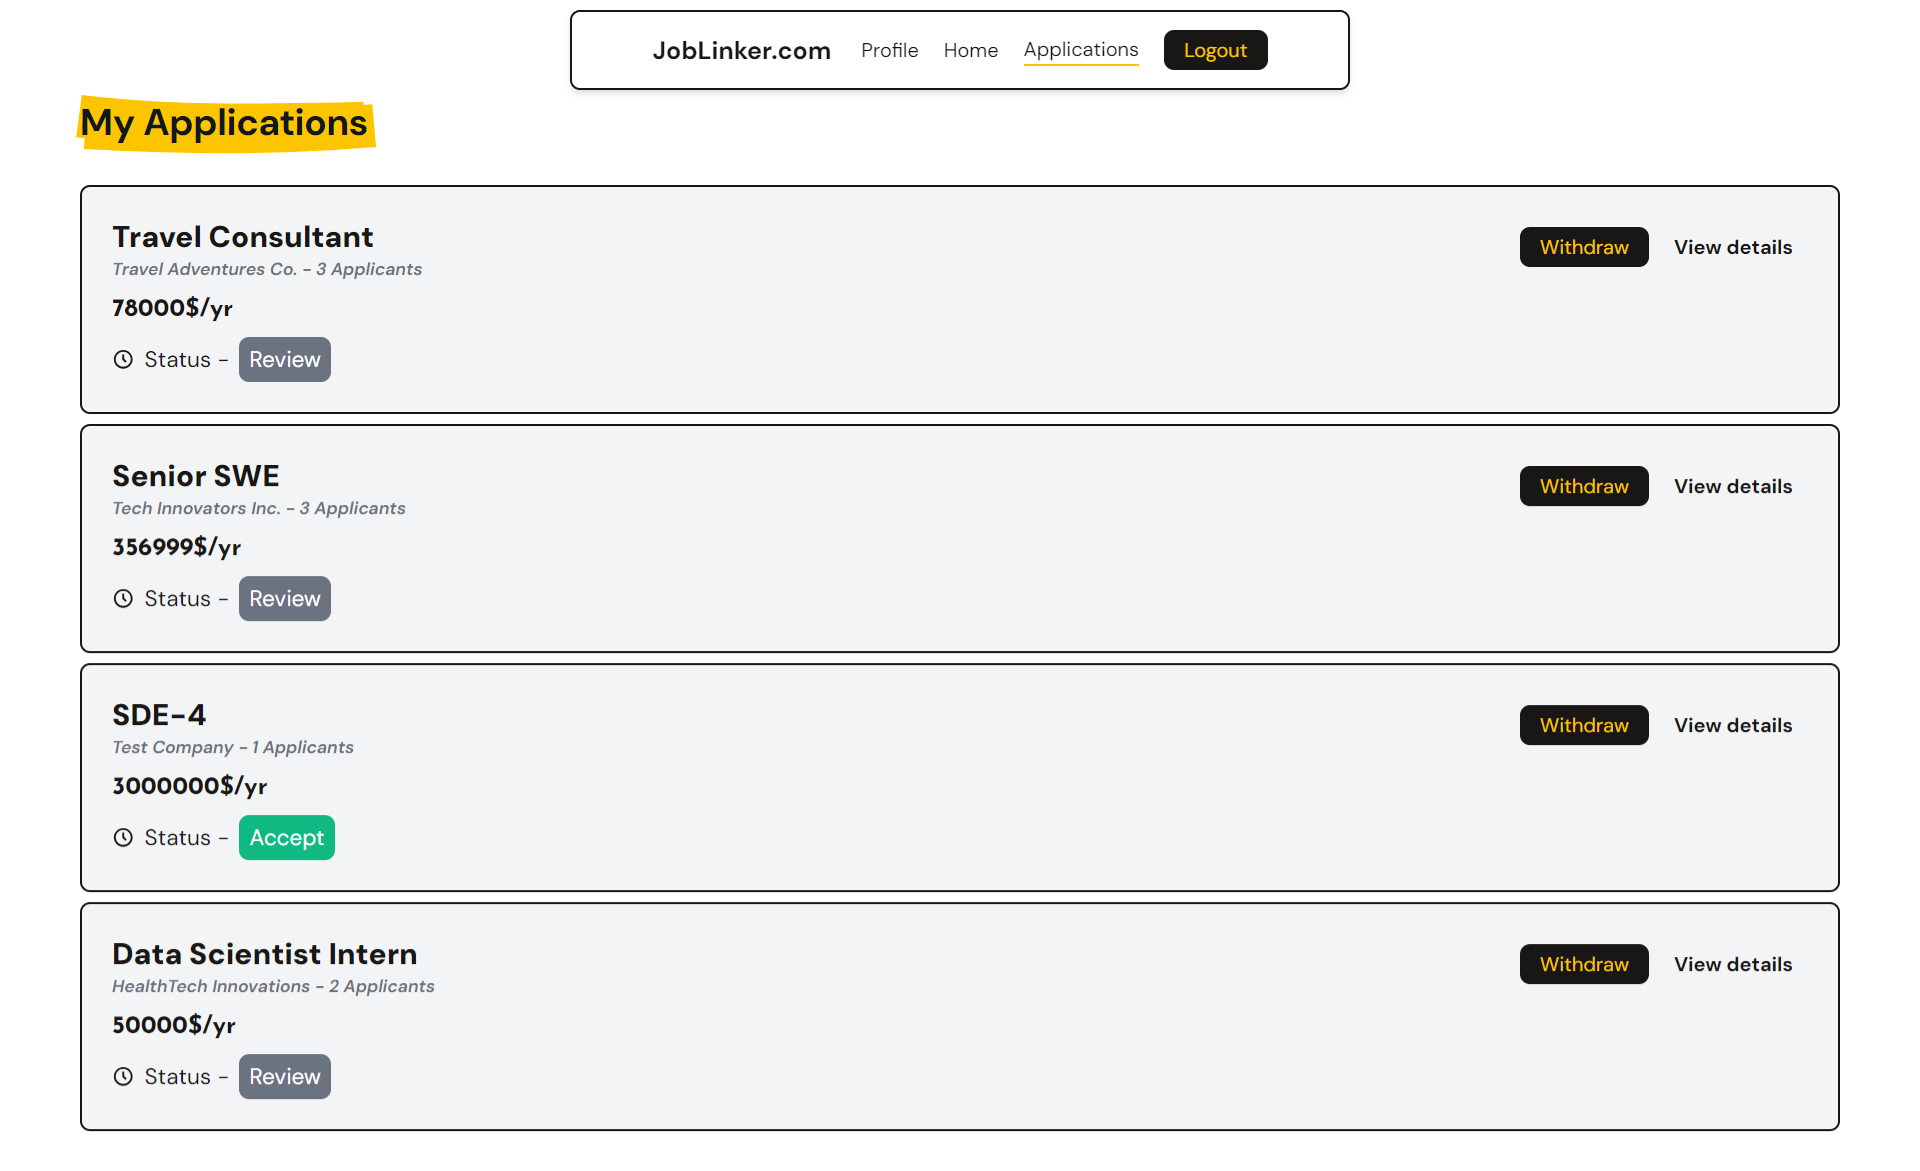 JobLinker.com Profile Home Applications Logout
My Applications
Travel Consultant
Travel Adventures Co. - 3 Applicants
78000$/yr
Status - Review
Withdraw View details
Senior SWE
Tech Innovators Inc. - 3 Applicants
356999$/yr
Status - Review
Withdraw View details
SDE-4
Test Company - 1 Applicants
3000000$/yr
Status - Accept
Withdraw View details
Data Scientist Intern
HealthTech Innovations - 2 Applicants
50000$/yr
Status - Review
Withdraw View details